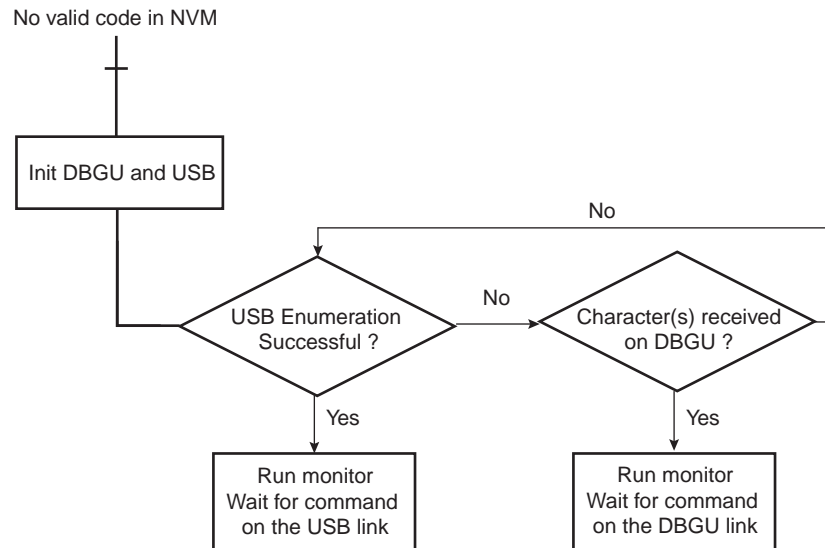 No valid code in NVM
Init DBGU and USB
No
USB Enumeration
Successful ?
No
Character(s) received
on DBGU ?
Yes
Yes
Run monitor
Wait for command
on the USB link
Run monitor
Wait for command
on the DBGU link